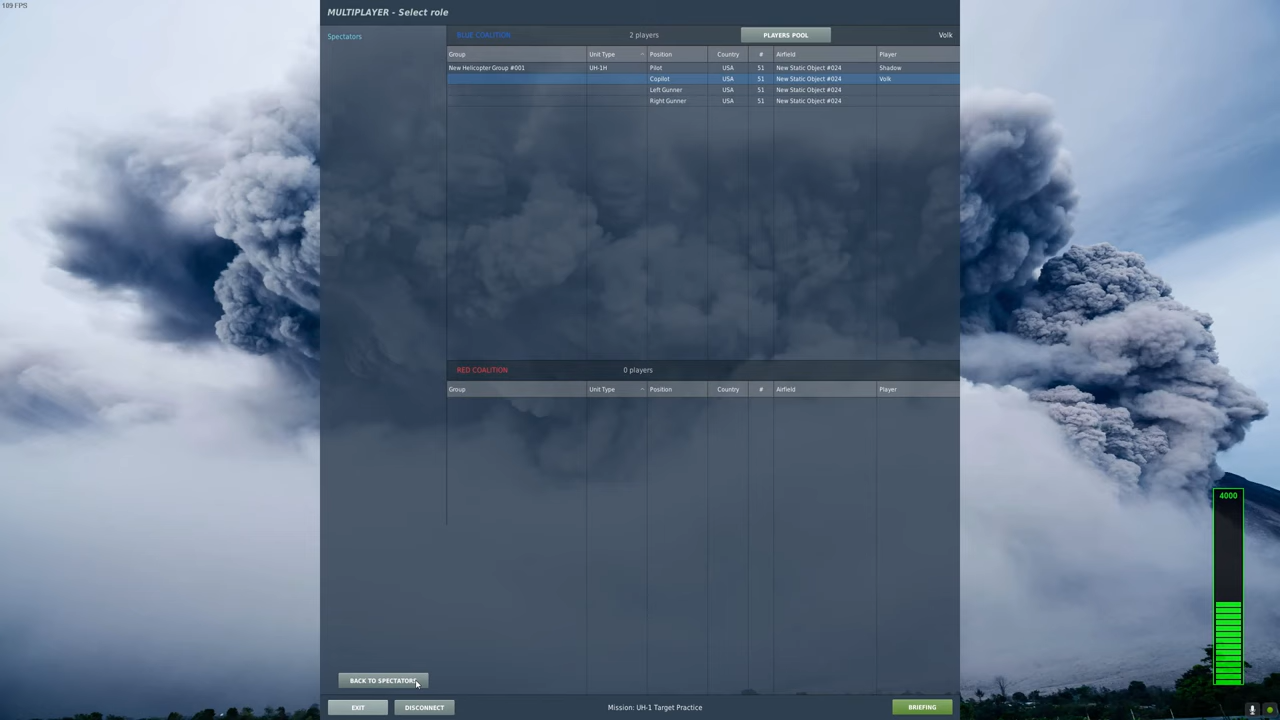 109 FPS
MULTIPLAYER - Select role
Spectators
BLUE COALITION 2 players PLAYERS POOL Volk
Group Unit Type Position Country # Airfield Player
New Helicopter Group #001 UH-1H Pilot USA 51 New Static Object #024 Shadow
Copilot USA 51 New Static Object #024 Volk
Left Gunner USA 51 New Static Object #024
Right Gunner USA 51 New Static Object #024
RED COALITION 0 players
Group Unit Type Position Country # Airfield Player
4000
BACK TO SPECTATORS
EXIT DISCONNECT Mission: UH-1 Target Practice BRIEFING